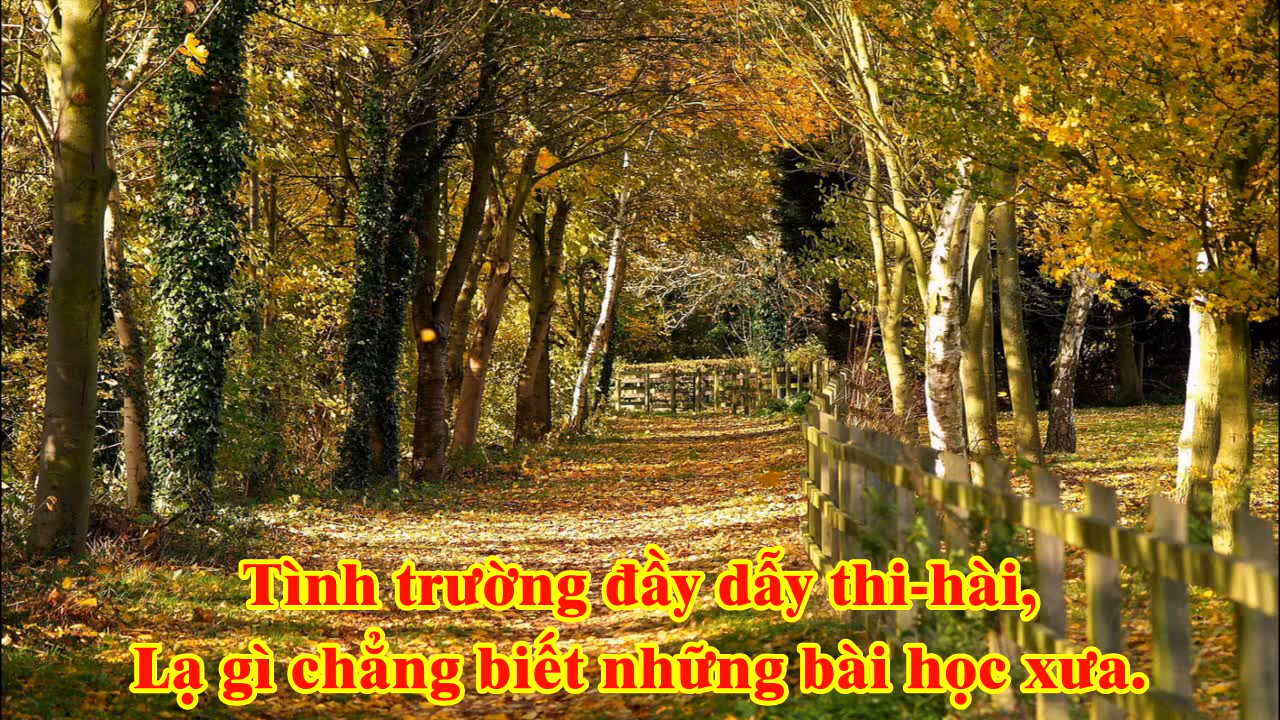 Tình trường đầy dẫy thi-hài,
Lạ gì chẳng biết những bài học xưa.